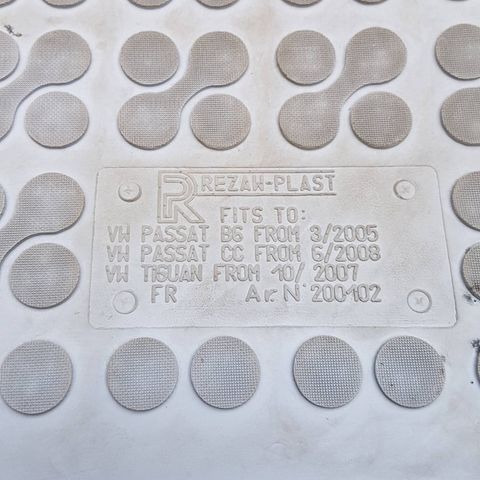 R REZAW-PLAST
FITS TO:
VW PASSAT B6 FROM 3/2005
VW PASSAT CC FROM 6/2008
VW TIGUAN FROM 10/2007
FR Ar. N° 200102